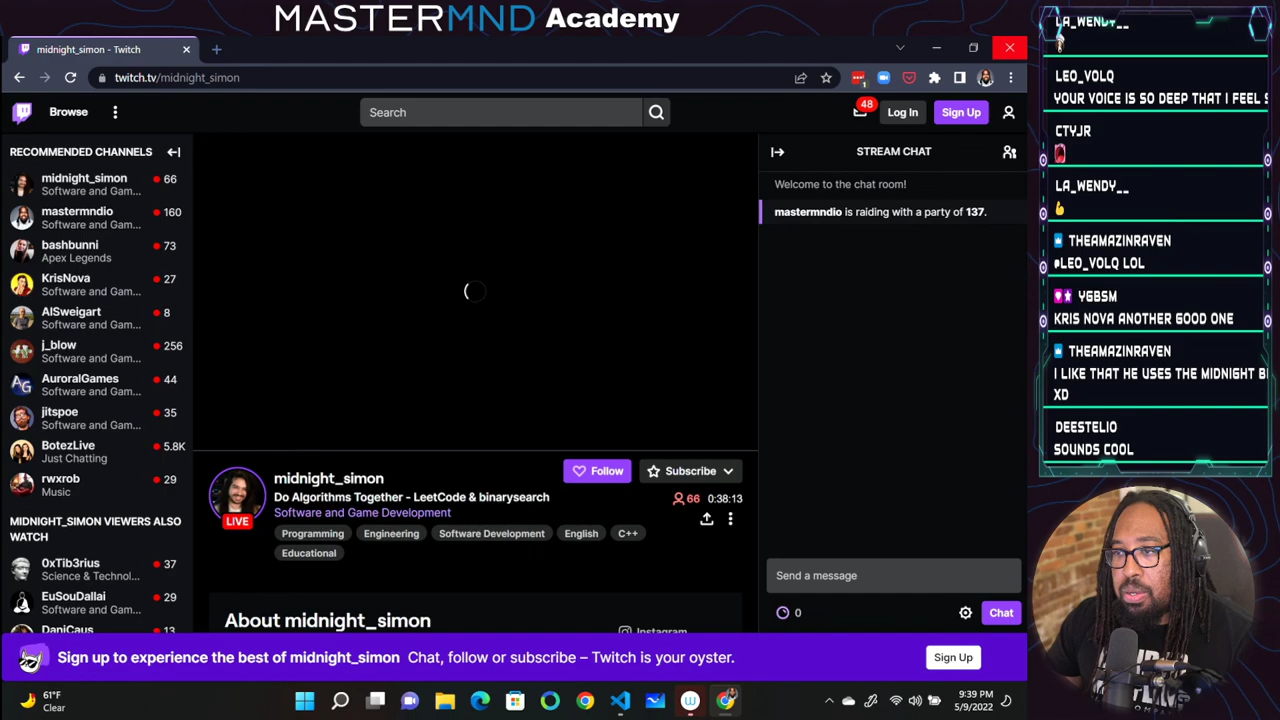 MASTERMND Academy
midnight_simon - Twitch
twitch.tv/midnight_simon
1
Browse
Search
48
Log In
Sign Up
RECOMMENDED CHANNELS
midnight_simon
66
Software and Gam...
mastermndio
160
Software and Gam...
bashbunni
73
Apex Legends
KrisNova
27
Software and Gam...
AlSweigart
8
Software and Gam...
j_blow
256
Software and Gam...
AuroralGames
44
Software and Gam...
jitspoe
35
Software and Gam...
BotezLive
5.8K
Just Chatting
rwxrob
29
Music
MIDNIGHT_SIMON VIEWERS ALSO
WATCH
0xTib3rius
37
Science & Technol...
EuSouDallai
29
Software and Gam...
DaniCaus
13
midnight_simon
Follow
Subscribe
Do Algorithms Together - LeetCode & binarysearch
66
0:38:13
Software and Game Development
LIVE
Programming
Engineering
Software Development
English
C++
Educational
About midnight_simon
Instagram
STREAM CHAT
Welcome to the chat room!
mastermndio is raiding with a party of 137.
Send a message
0
Chat
Sign up to experience the best of midnight_simon
Chat, follow or subscribe – Twitch is your oyster.
Sign Up
61°F
Clear
9:39 PM
5/9/2022
LA_WENDY__
LEO_VOLQ
YOUR VOICE IS SO DEEP THAT I FEEL S
CTYJR
LA_WENDY__
THEAMAZINRAVEN
@LEO_VOLQ LOL
YGBSM
KRIS NOVA ANOTHER GOOD ONE
THEAMAZINRAVEN
I LIKE THAT HE USES THE MIDNIGHT
XD
DEESTELIO
SOUNDS COOL